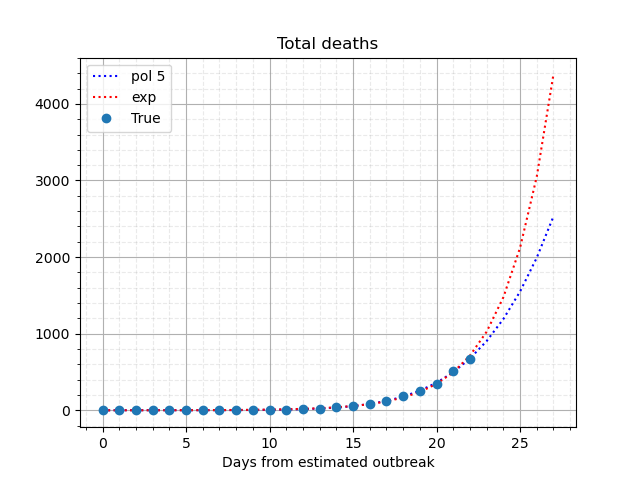 Total deaths
pol 5
exp
True
4000
3000
2000
1000
0
0 5 10 15 20 25
Days from estimated outbreak